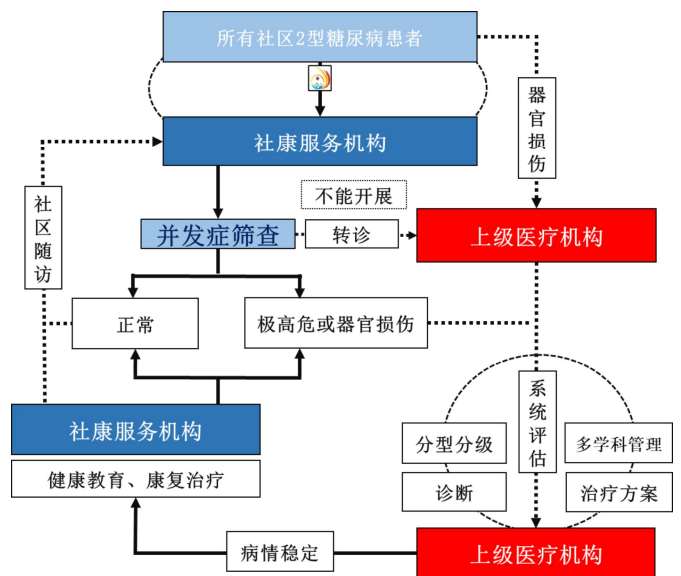 所有社区2型糖尿病患者
社康服务机构
器官损伤
不能开展
社区随访
并发症筛查
转诊
上级医疗机构
正常
极高危或器官损伤
系统评估
社康服务机构
分型分级
多学科管理
健康教育、康复治疗
诊断
治疗方案
病情稳定
上级医疗机构